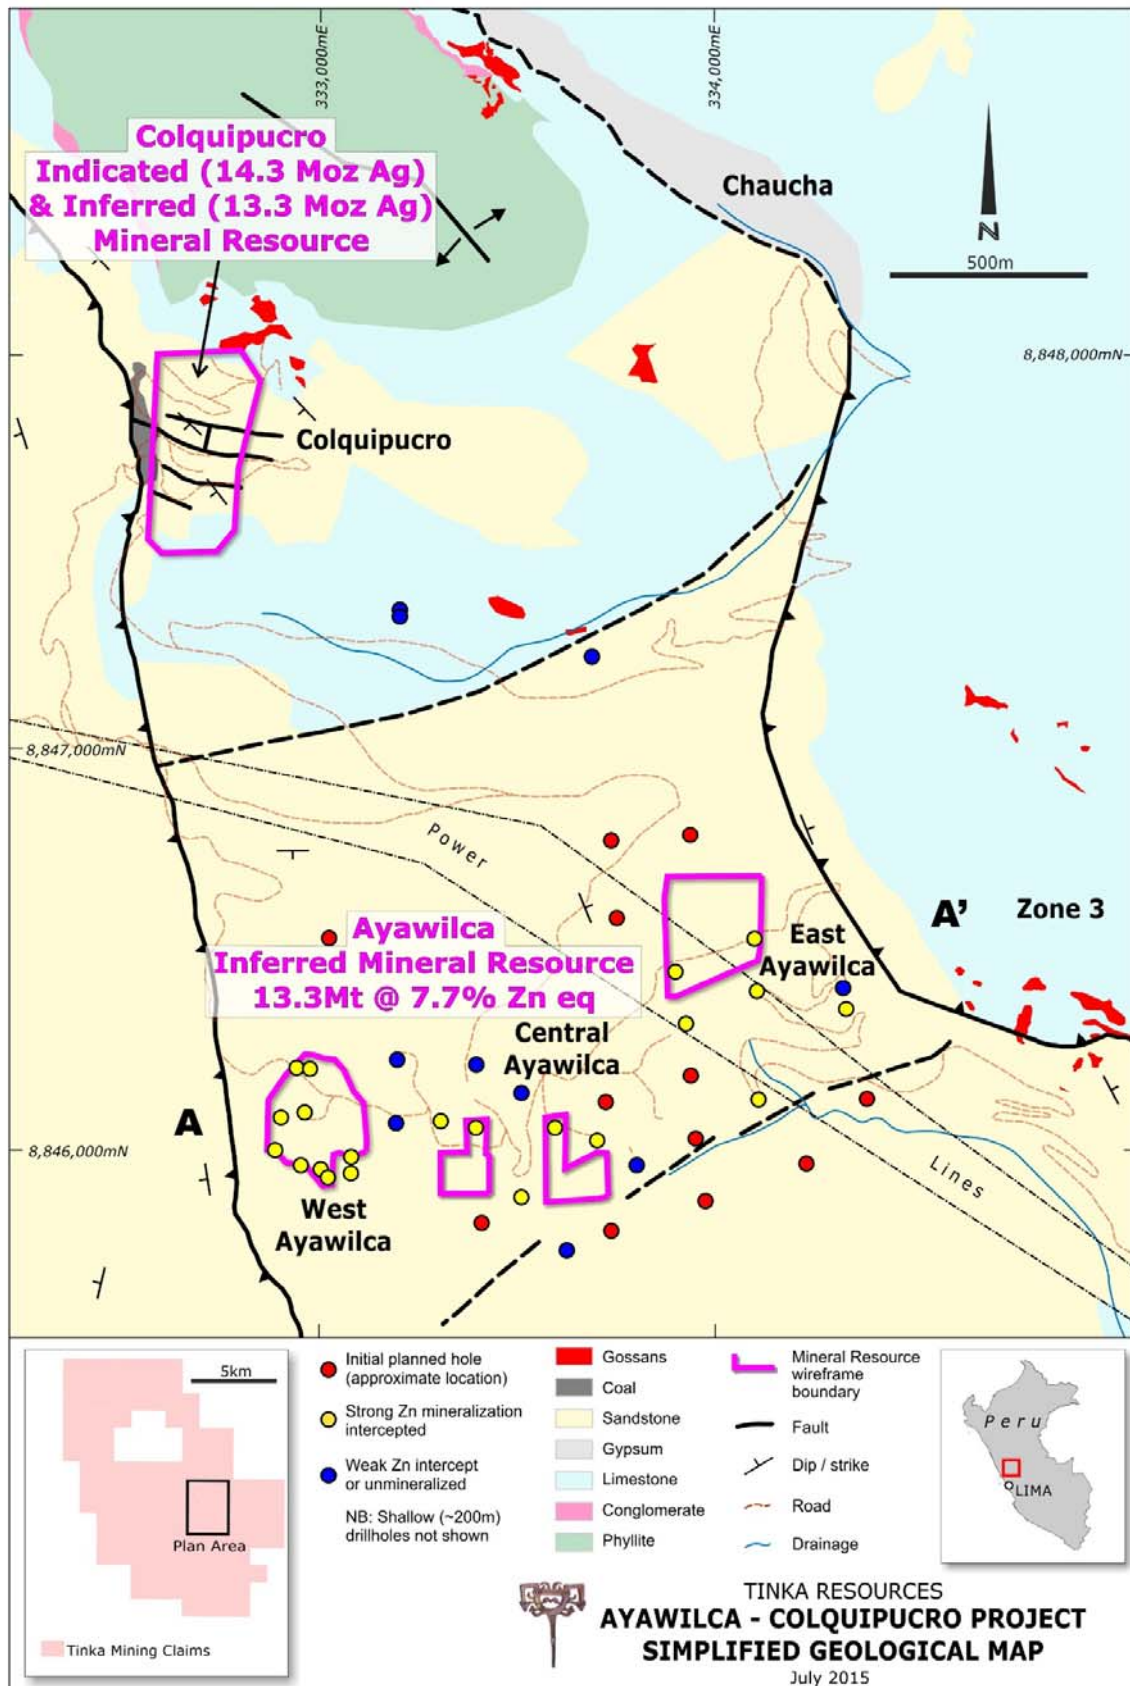 333,000mE
334,000mE
Colquipucro
Indicated (14.3 Moz Ag)
& Inferred (13.3 Moz Ag)
Mineral Resource
Chaucha
N
500m
8,848,000mN
Colquipucro
8,847,000mN
Power
Ayawilca
Inferred Mineral Resource
13.3Mt @ 7.7% Zn eq
A'
Zone 3
East
Ayawilca
Central
Ayawilca
A
8,846,000mN
Lines
West
Ayawilca
5km
Plan Area
Tinka Mining Claims
Initial planned hole
(approximate location)
Strong Zn mineralization
intercepted
Weak Zn intercept
or unmineralized
NB: Shallow (~200m)
drillholes not shown
Gossans
Coal
Sandstone
Gypsum
Limestone
Conglomerate
Phyllite
Mineral Resource
wireframe
boundary
Fault
Dip / strike
Road
Drainage
Peru
LIMA
TINKA RESOURCES
AYAWILCA - COLQUIPUCRO PROJECT
SIMPLIFIED GEOLOGICAL MAP
July 2015